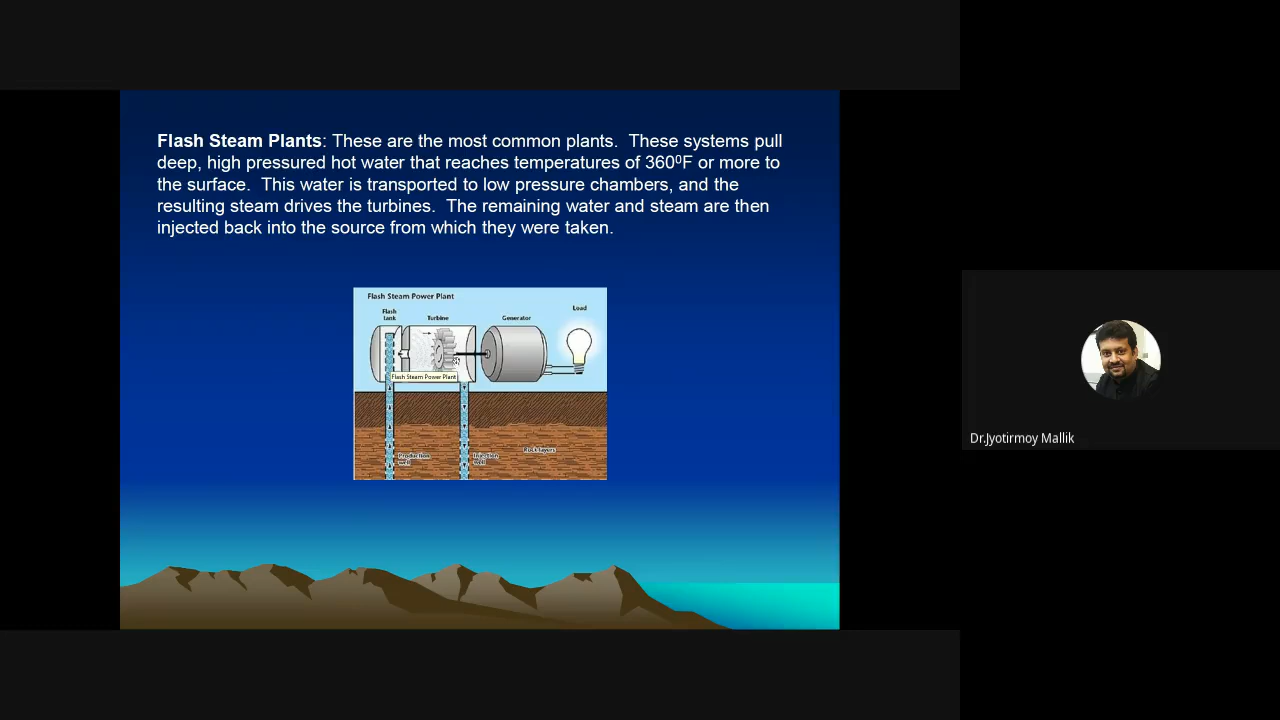 Flash Steam Plants: These are the most common plants. These systems pull
deep, high pressured hot water that reaches temperatures of 360⁰F or more to
the surface. This water is transported to low pressure chambers, and the
resulting steam drives the turbines. The remaining water and steam are then
injected back into the source from which they were taken.
Flash Steam Power Plant
Flash
tank
Turbine
Generator
Load
Flash Steam Power Plant
Production
well
Injection
well
Rock layers
Dr.Jyotirmoy Mallik